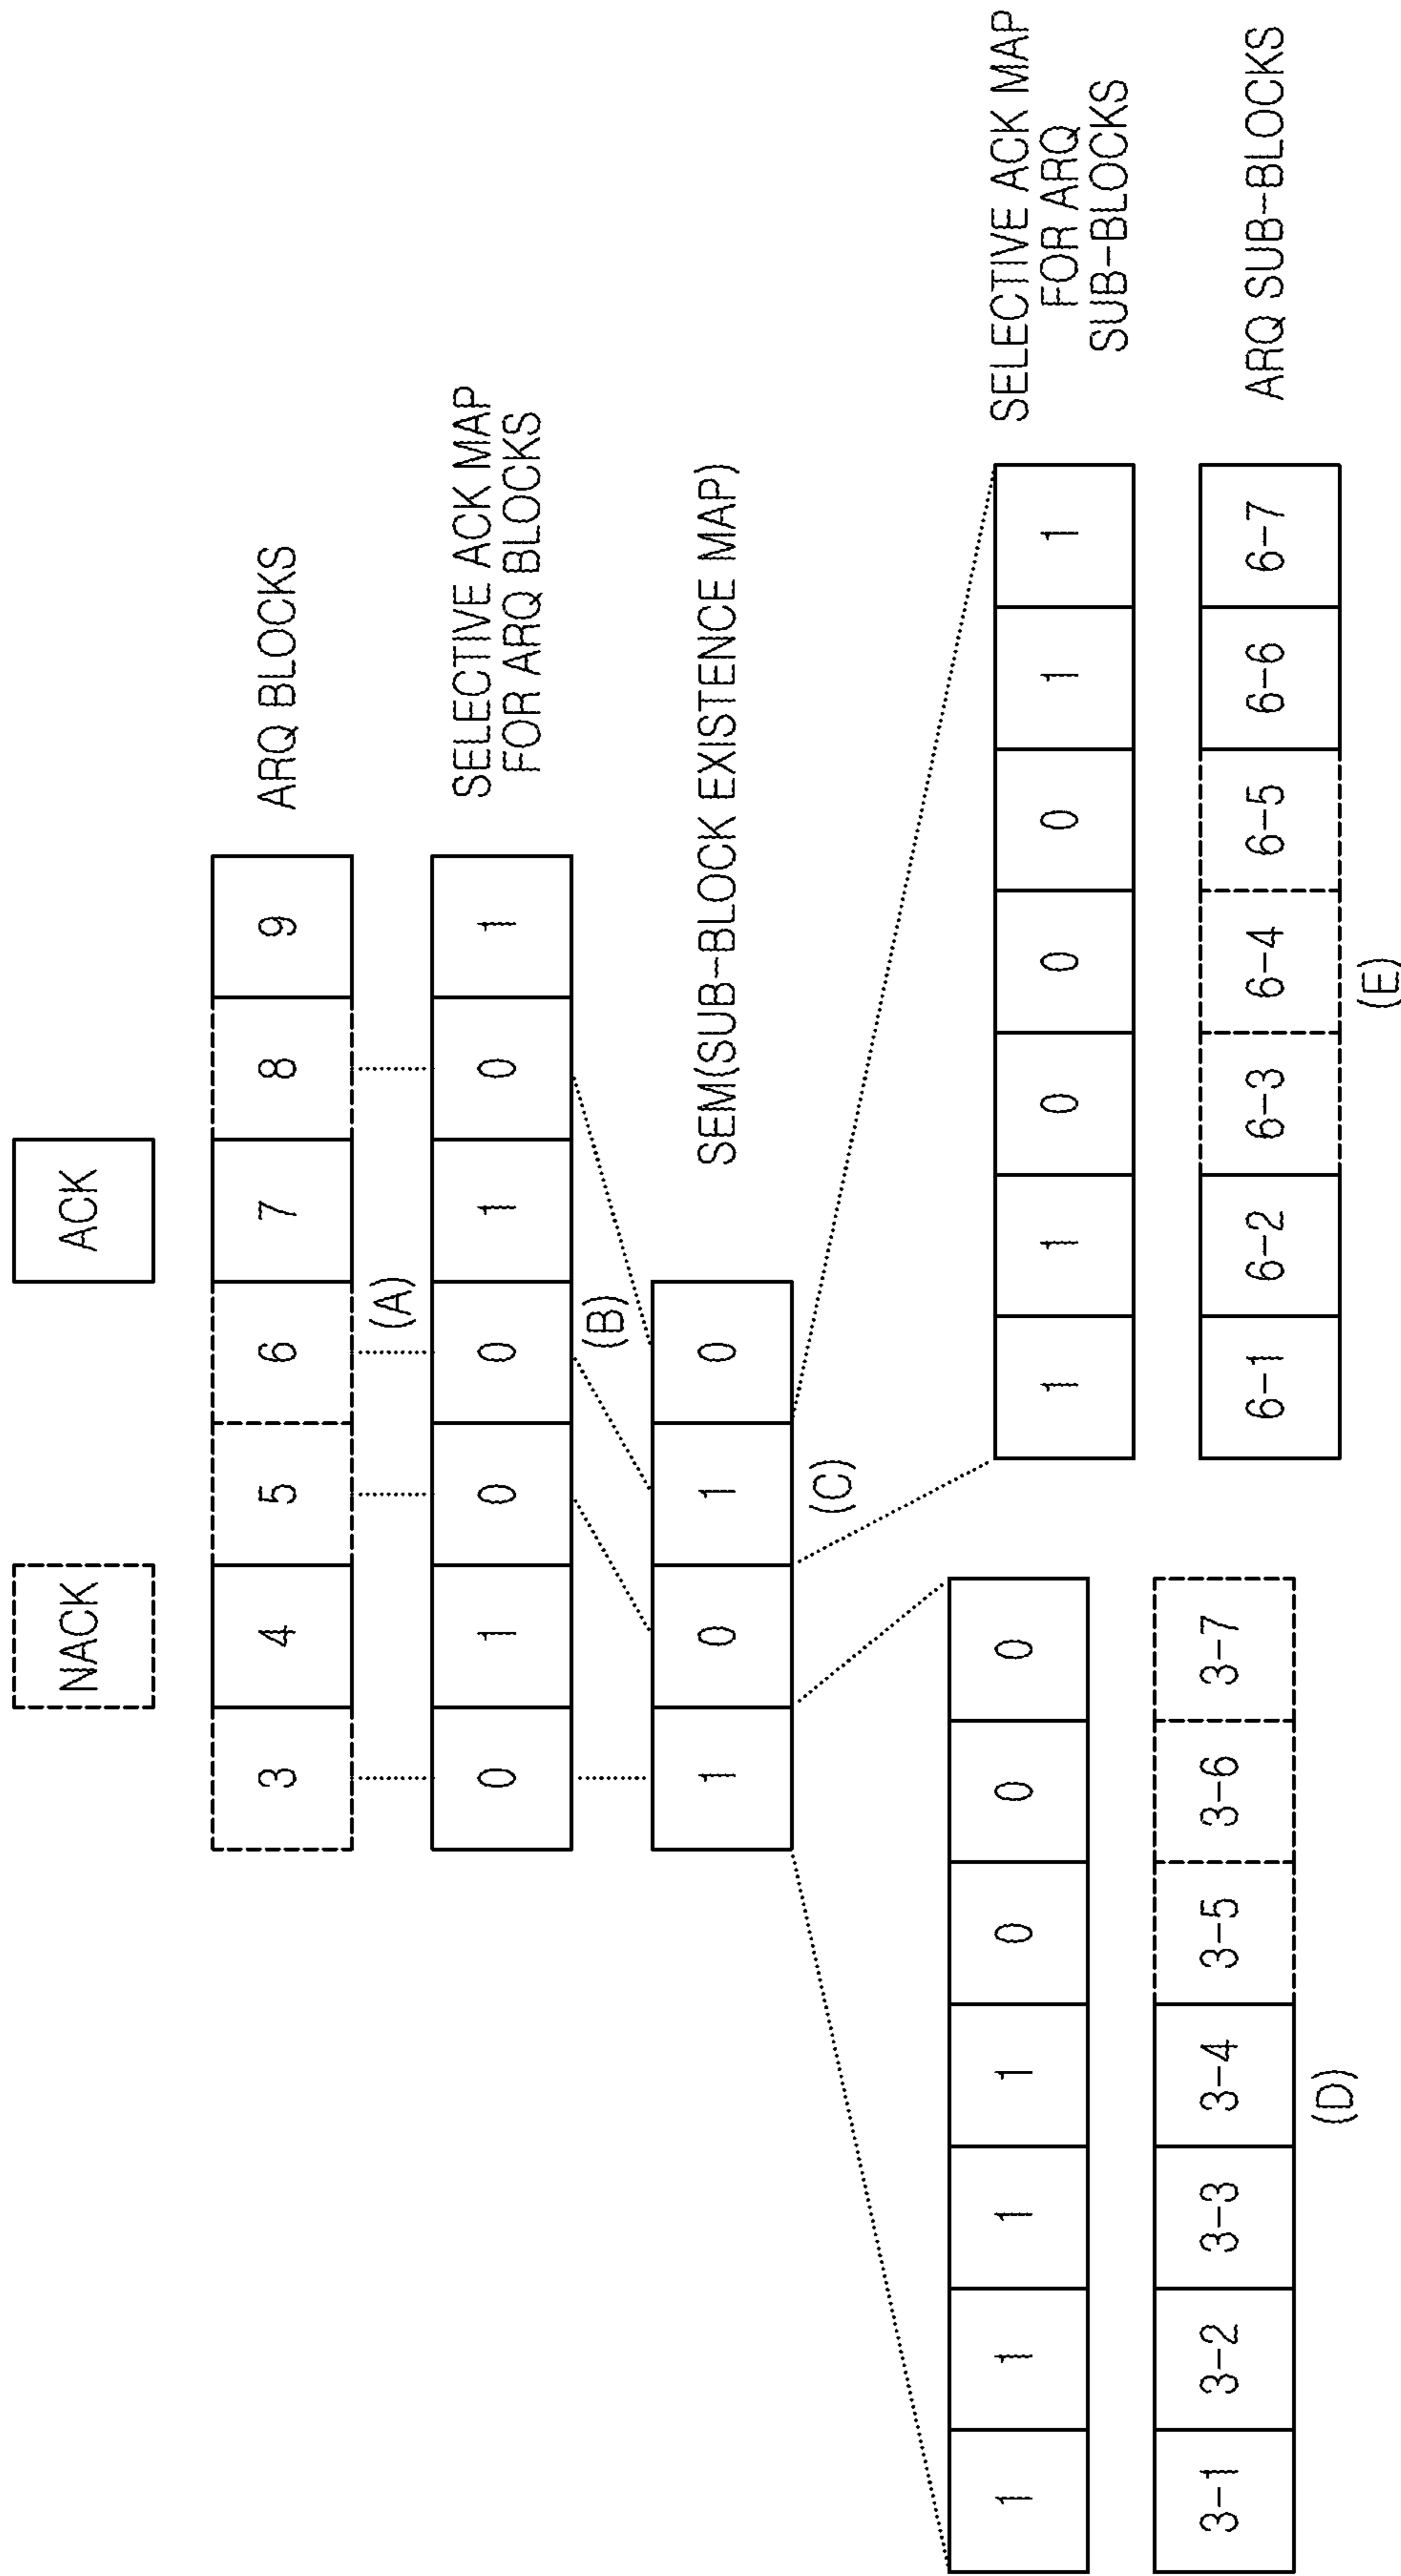 NACK ACK
3 4 5 6 7 8 9 ARQ BLOCKS
(A)
0 1 0 0 1 0 1 SELECTIVE ACK MAP
FOR ARQ BLOCKS
(B)
1 0 1 0 SEM(SUB-BLOCK EXISTENCE MAP)
(C)
1 1 1 1 0 0 0
3-1 3-2 3-3 3-4 3-5 3-6 3-7
(D)
1 1 0 0 0 1 1 SELECTIVE ACK MAP
FOR ARQ
SUB-BLOCKS
6-1 6-2 6-3 6-4 6-5 6-6 6-7 ARQ SUB-BLOCKS
(E)